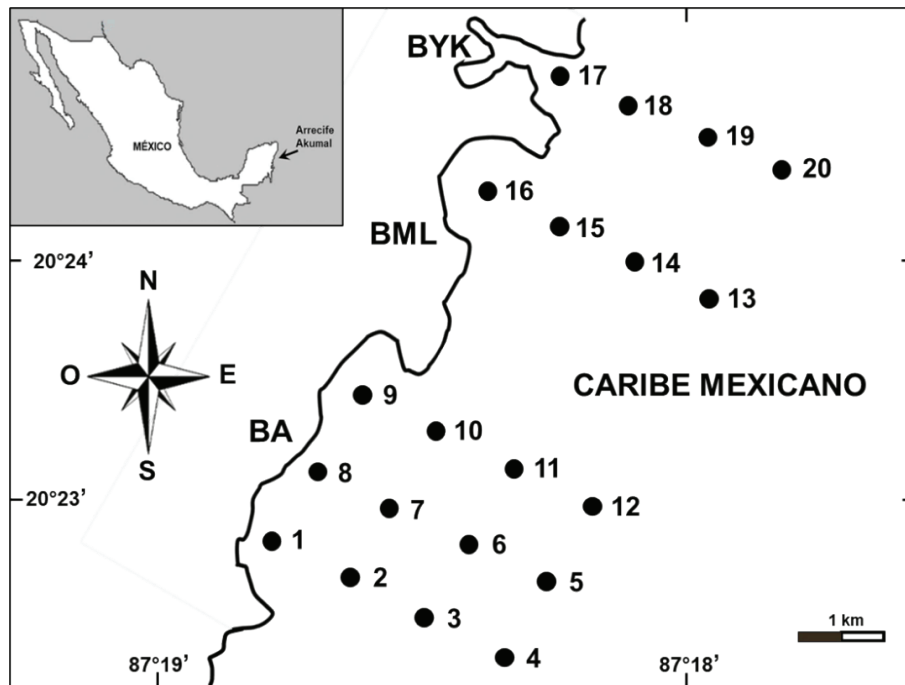 BYK
17
18
19
20
Arrecife
Akumal
MÉXICO
16
15
14
13
BML
20°24’
N
O
E
S
CARIBE MEXICANO
9
10
11
12
BA
8
7
6
5
20°23’
1
2
3
4
1 km
87°19’
87°18’